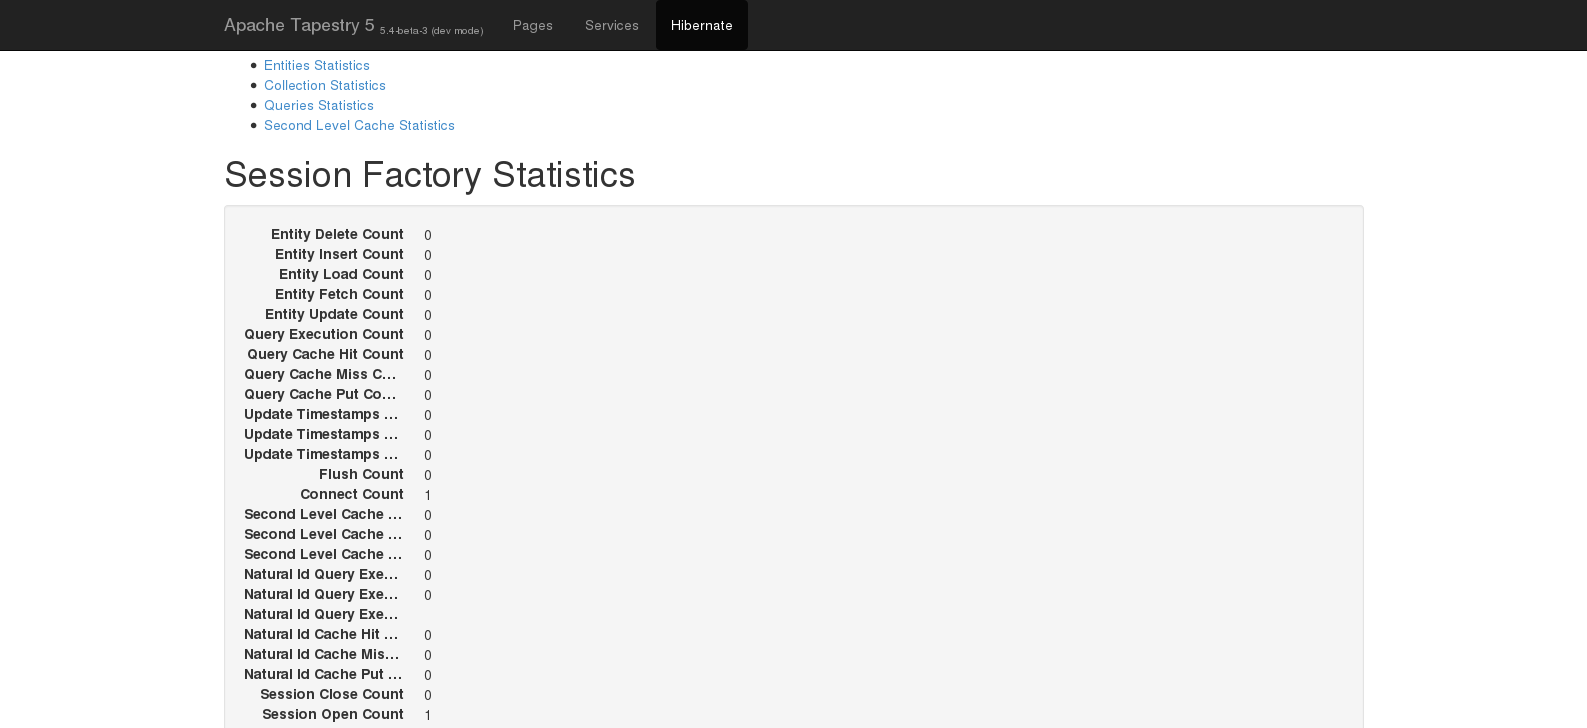 Apache Tapestry 5 5.4-beta-3 (dev mode) Pages Services Hibernate
Entities Statistics
Collection Statistics
Queries Statistics
Second Level Cache Statistics
Session Factory Statistics
Entity Delete Count 0
Entity Insert Count 0
Entity Load Count 0
Entity Fetch Count 0
Entity Update Count 0
Query Execution Count 0
Query Cache Hit Count 0
Query Cache Miss C... 0
Query Cache Put Co... 0
Update Timestamps ... 0
Update Timestamps ... 0
Update Timestamps ... 0
Flush Count 0
Connect Count 1
Second Level Cache ... 0
Second Level Cache ... 0
Second Level Cache ... 0
Natural Id Query Exe... 0
Natural Id Query Exe... 0
Natural Id Query Exe...
Natural Id Cache Hit ... 0
Natural Id Cache Mis... 0
Natural Id Cache Put ... 0
Session Close Count 0
Session Open Count 1